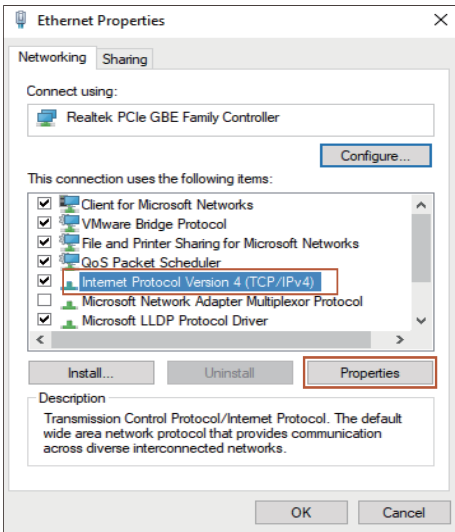 Ethernet Properties
Networking
Sharing
Connect using:
Realtek PCIe GBE Family Controller
Configure...
This connection uses the following items:
Client for Microsoft Networks
VMware Bridge Protocol
File and Printer Sharing for Microsoft Networks
QoS Packet Scheduler
Internet Protocol Version 4 (TCP/IPv4)
Microsoft Network Adapter Multiplexor Protocol
Microsoft LLDP Protocol Driver
Install...
Uninstall
Properties
Description
Transmission Control Protocol/Internet Protocol. The default
wide area network protocol that provides communication
across diverse interconnected networks.
OK
Cancel